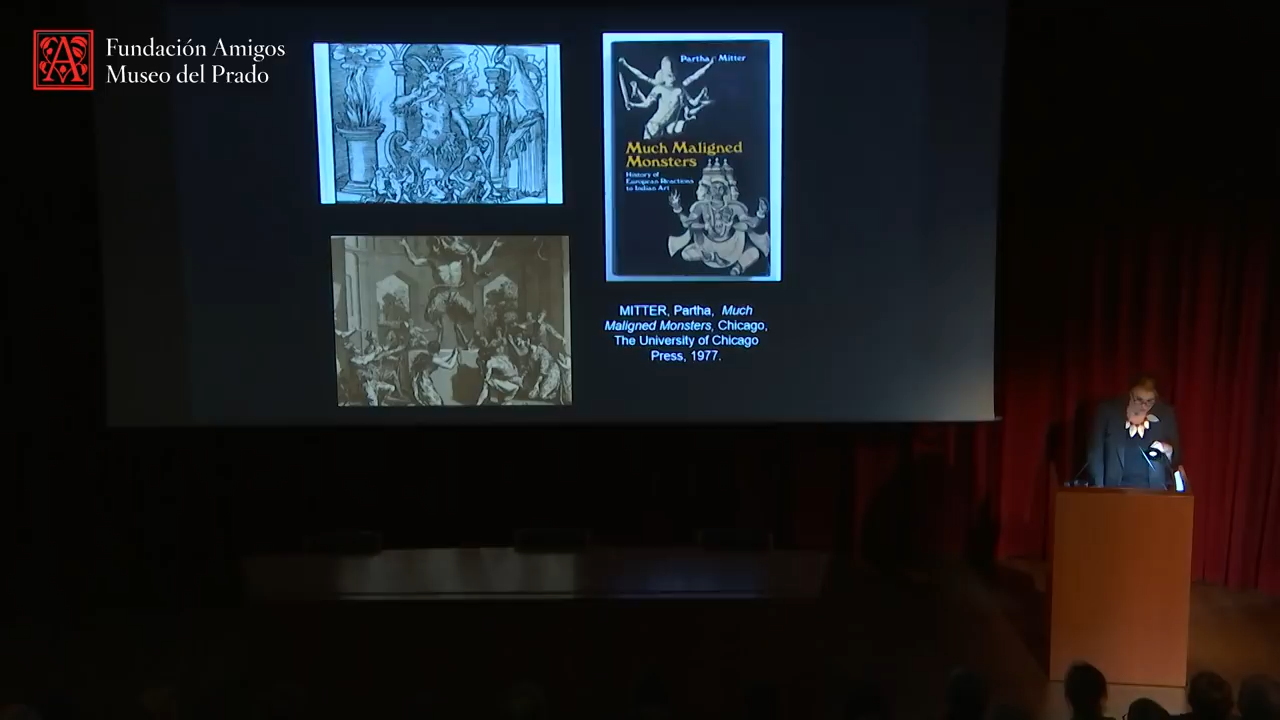 Fundación Amigos
Museo del Prado
Partha Mitter
Much Maligned
Monsters
History of
European Reactions
to Indian Art
MITTER, Partha, Much
Maligned Monsters, Chicago,
The University of Chicago
Press, 1977.